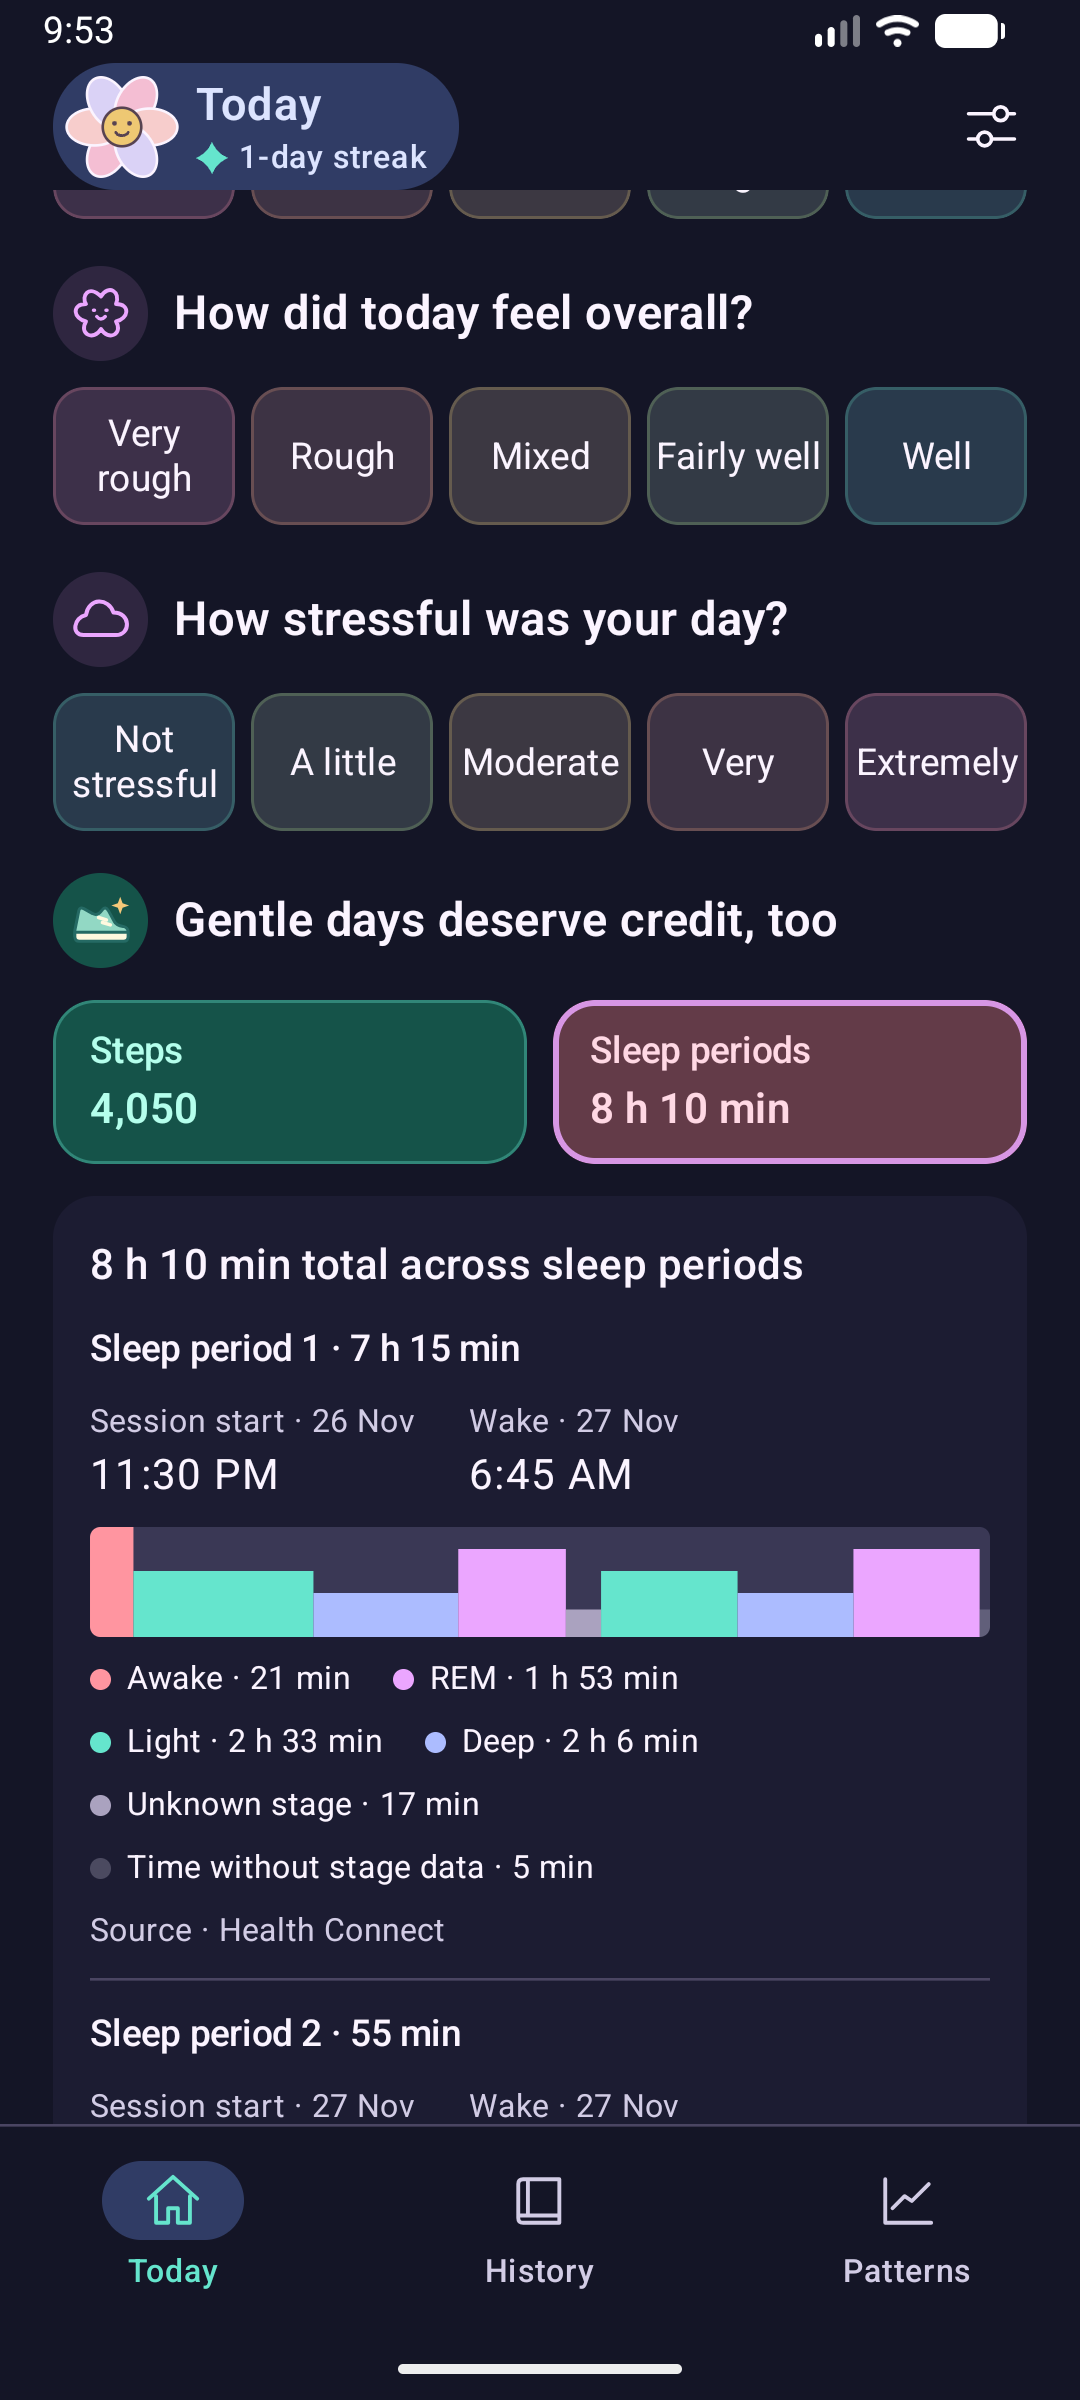 9:53
Today
1-day streak
How did today feel overall?
Very
rough
Rough
Mixed
Fairly well
Well
How stressful was your day?
Not
stressful
A little
Moderate
Very
Extremely
Gentle days deserve credit, too
Steps
4,050
Sleep periods
8 h 10 min
8 h 10 min total across sleep periods
Sleep period 1 · 7 h 15 min
Session start · 26 Nov
Wake · 27 Nov
11:30 PM
6:45 AM
Awake · 21 min
REM · 1 h 53 min
Light · 2 h 33 min
Deep · 2 h 6 min
Unknown stage · 17 min
Time without stage data · 5 min
Source · Health Connect
Sleep period 2 · 55 min
Session start · 27 Nov
Wake · 27 Nov
Today
History
Patterns